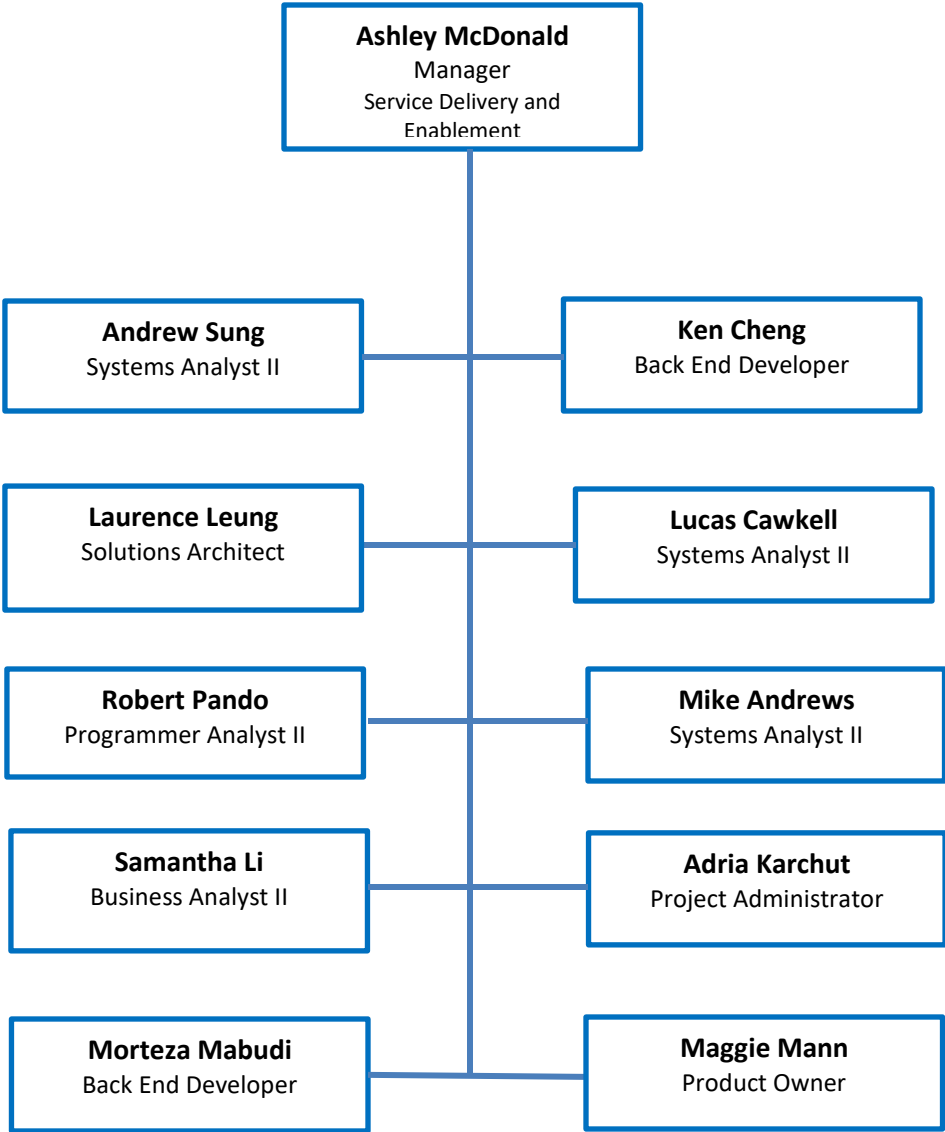 Ashley McDonald
Manager
Service Delivery and
Enablement
Andrew Sung
Systems Analyst II
Ken Cheng
Back End Developer
Laurence Leung
Solutions Architect
Lucas Cawkell
Systems Analyst II
Robert Pando
Programmer Analyst II
Mike Andrews
Systems Analyst II
Samantha Li
Business Analyst II
Adria Karchut
Project Administrator
Morteza Mabudi
Back End Developer
Maggie Mann
Product Owner